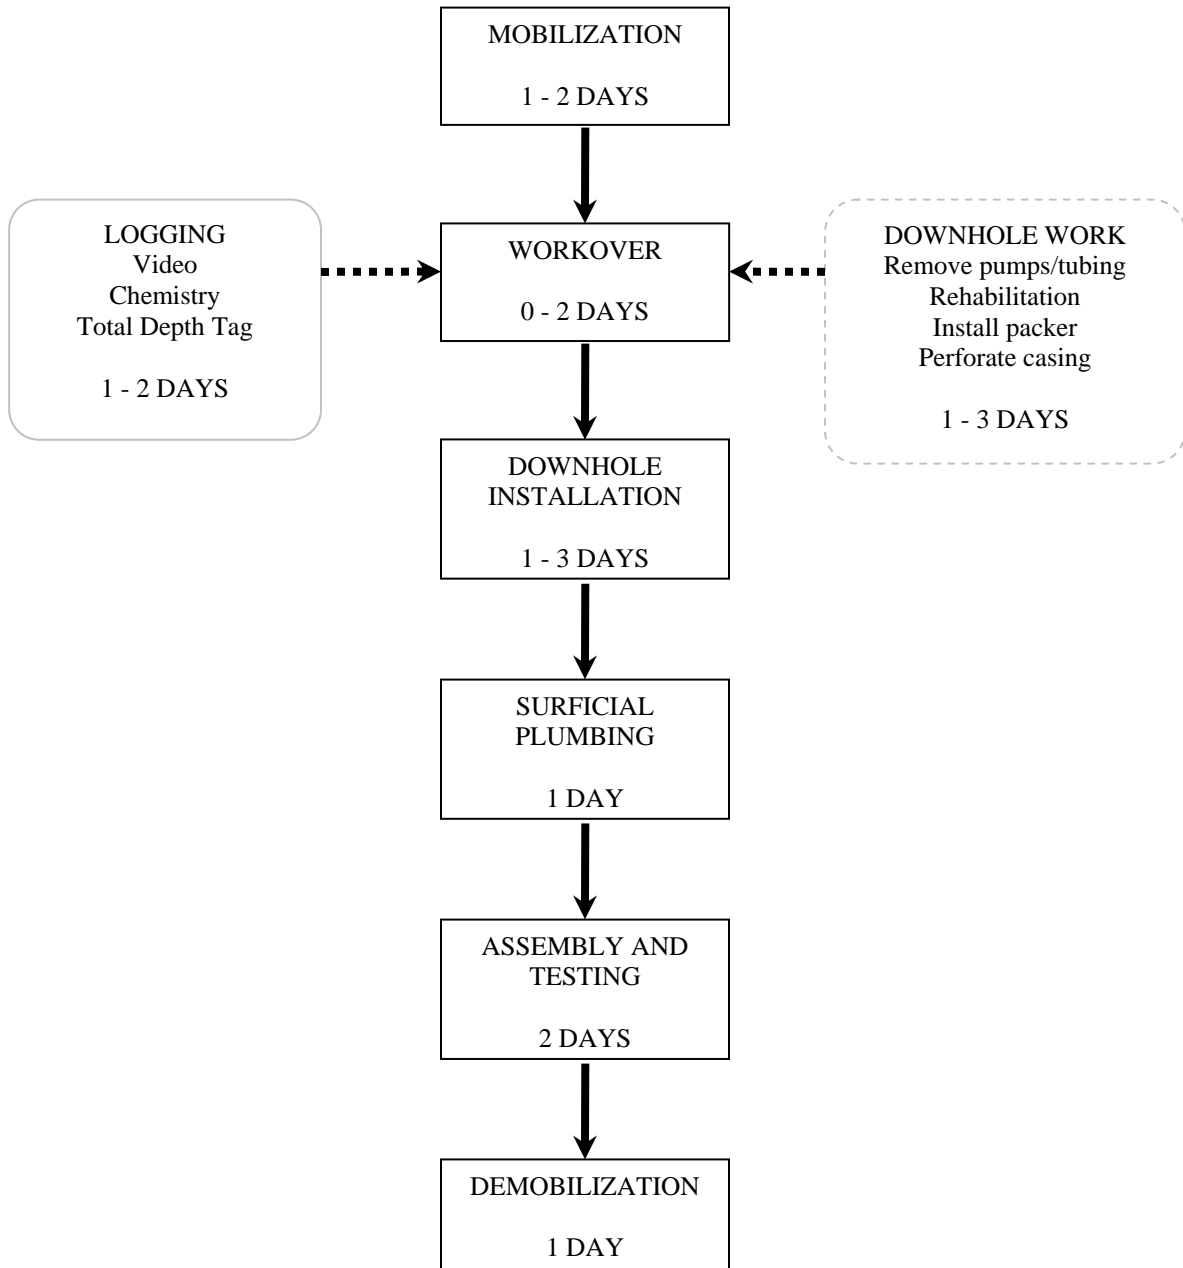 MOBILIZATION
1 - 2 DAYS
LOGGING
Video
Chemistry
Total Depth Tag
1 - 2 DAYS
WORKOVER
0 - 2 DAYS
DOWNHOLE WORK
Remove pumps/tubing
Rehabilitation
Install packer
Perforate casing
1 - 3 DAYS
DOWNHOLE
INSTALLATION
1 - 3 DAYS
SURFICIAL
PLUMBING
1 DAY
ASSEMBLY AND
TESTING
2 DAYS
DEMOBILIZATION
1 DAY